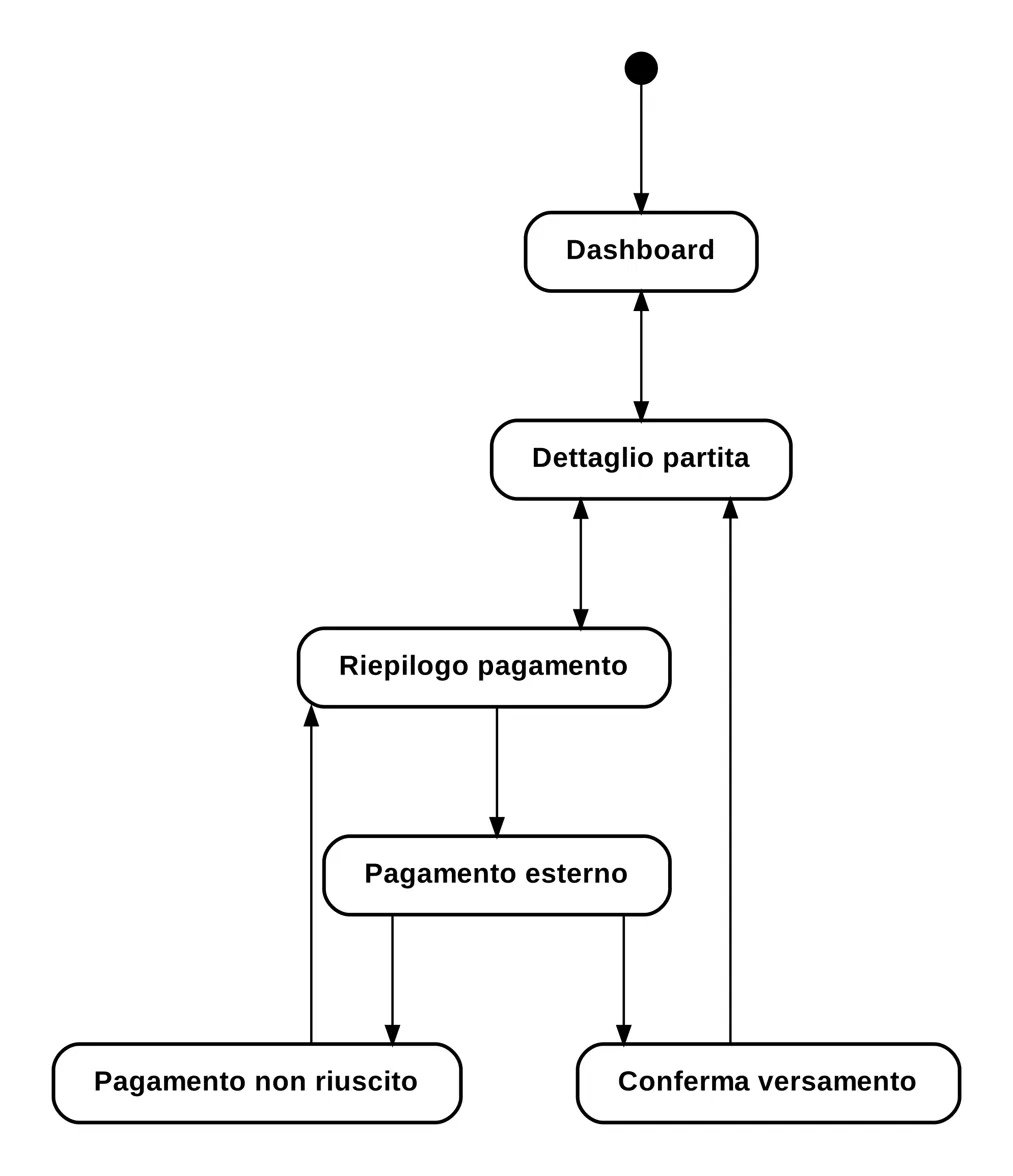 Dashboard
Dettaglio partita
Riepilogo pagamento
Pagamento esterno
Pagamento non riuscito
Conferma versamento